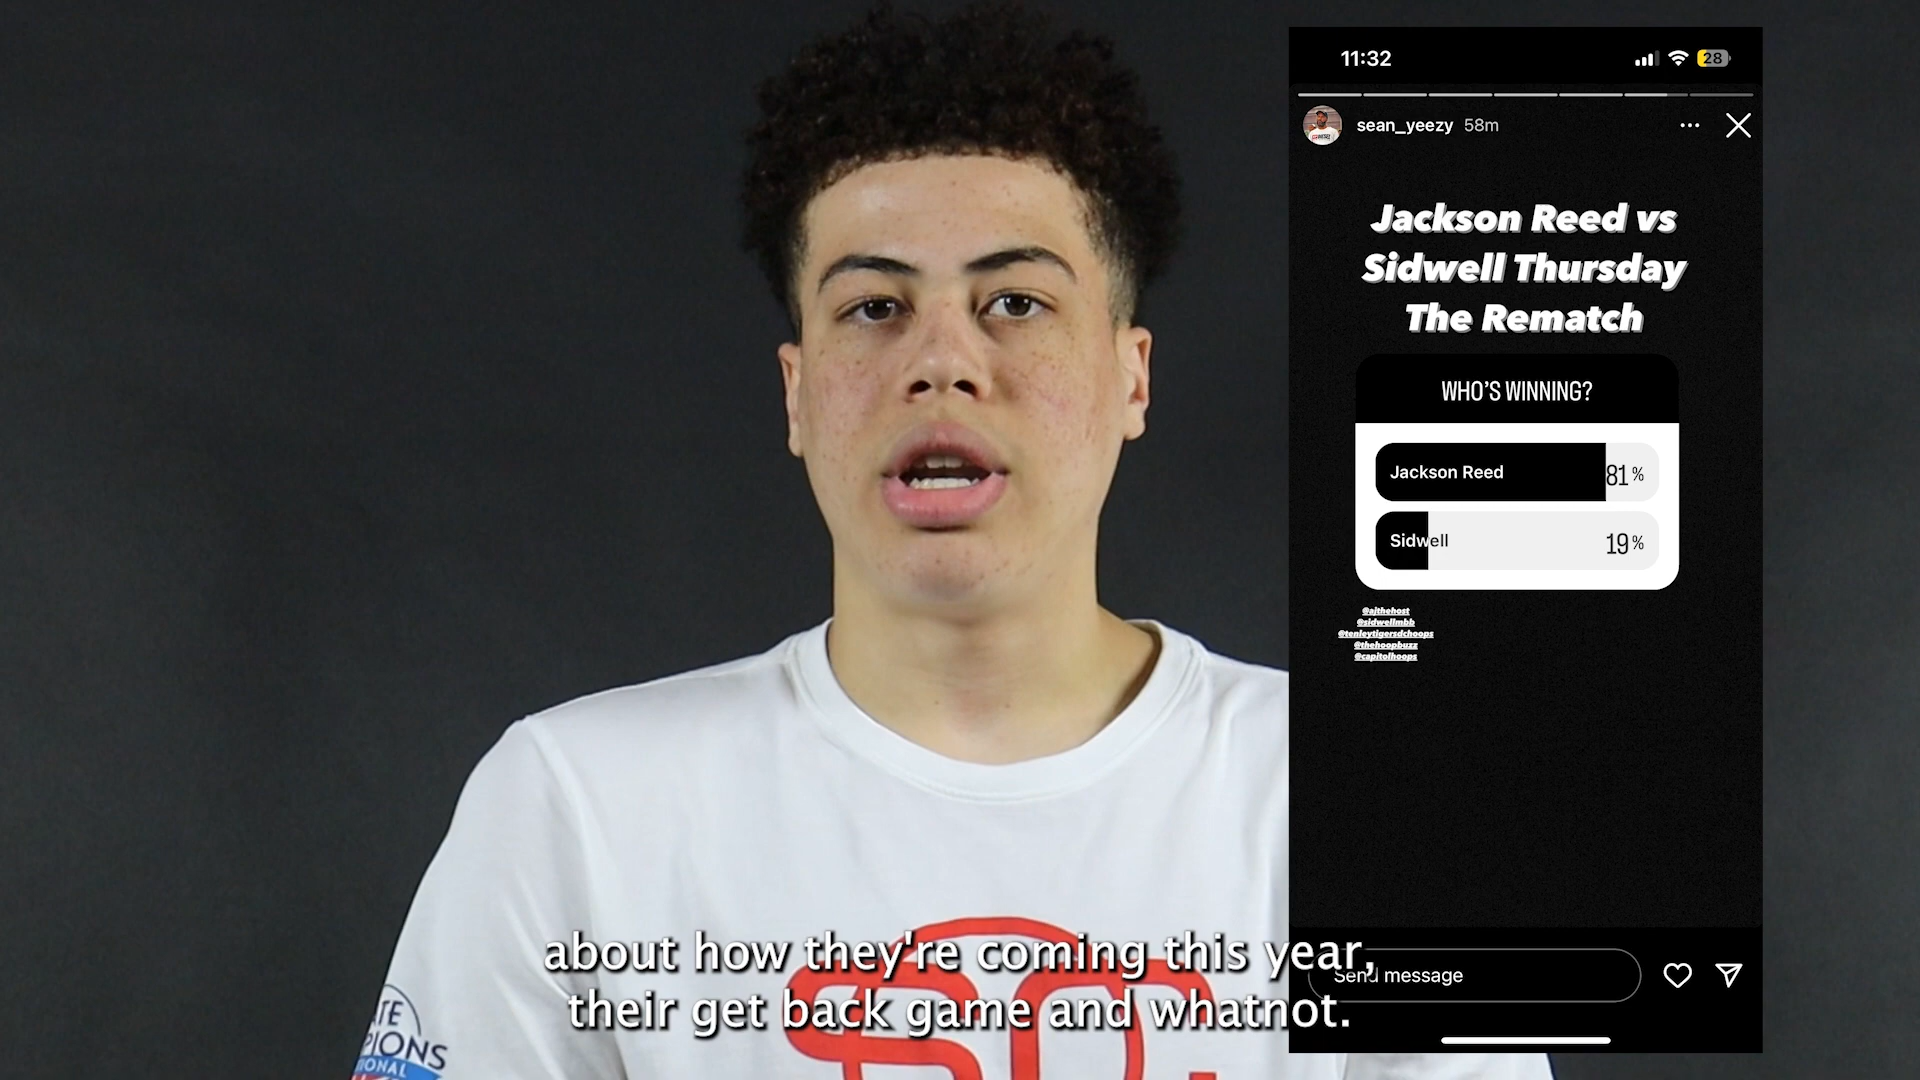 11:32
28
sean_yeezy 58m
Jackson Reed vs
Sidwell Thursday
The Rematch
WHO'S WINNING?
Jackson Reed 81%
Sidwell 19%
@ajthehost
@sidwellmbb
@tenleytigersdchoops
@thehoopbuzz
@capitolhoops
Send message
about how they're coming this year,
their get back game and whatnot.